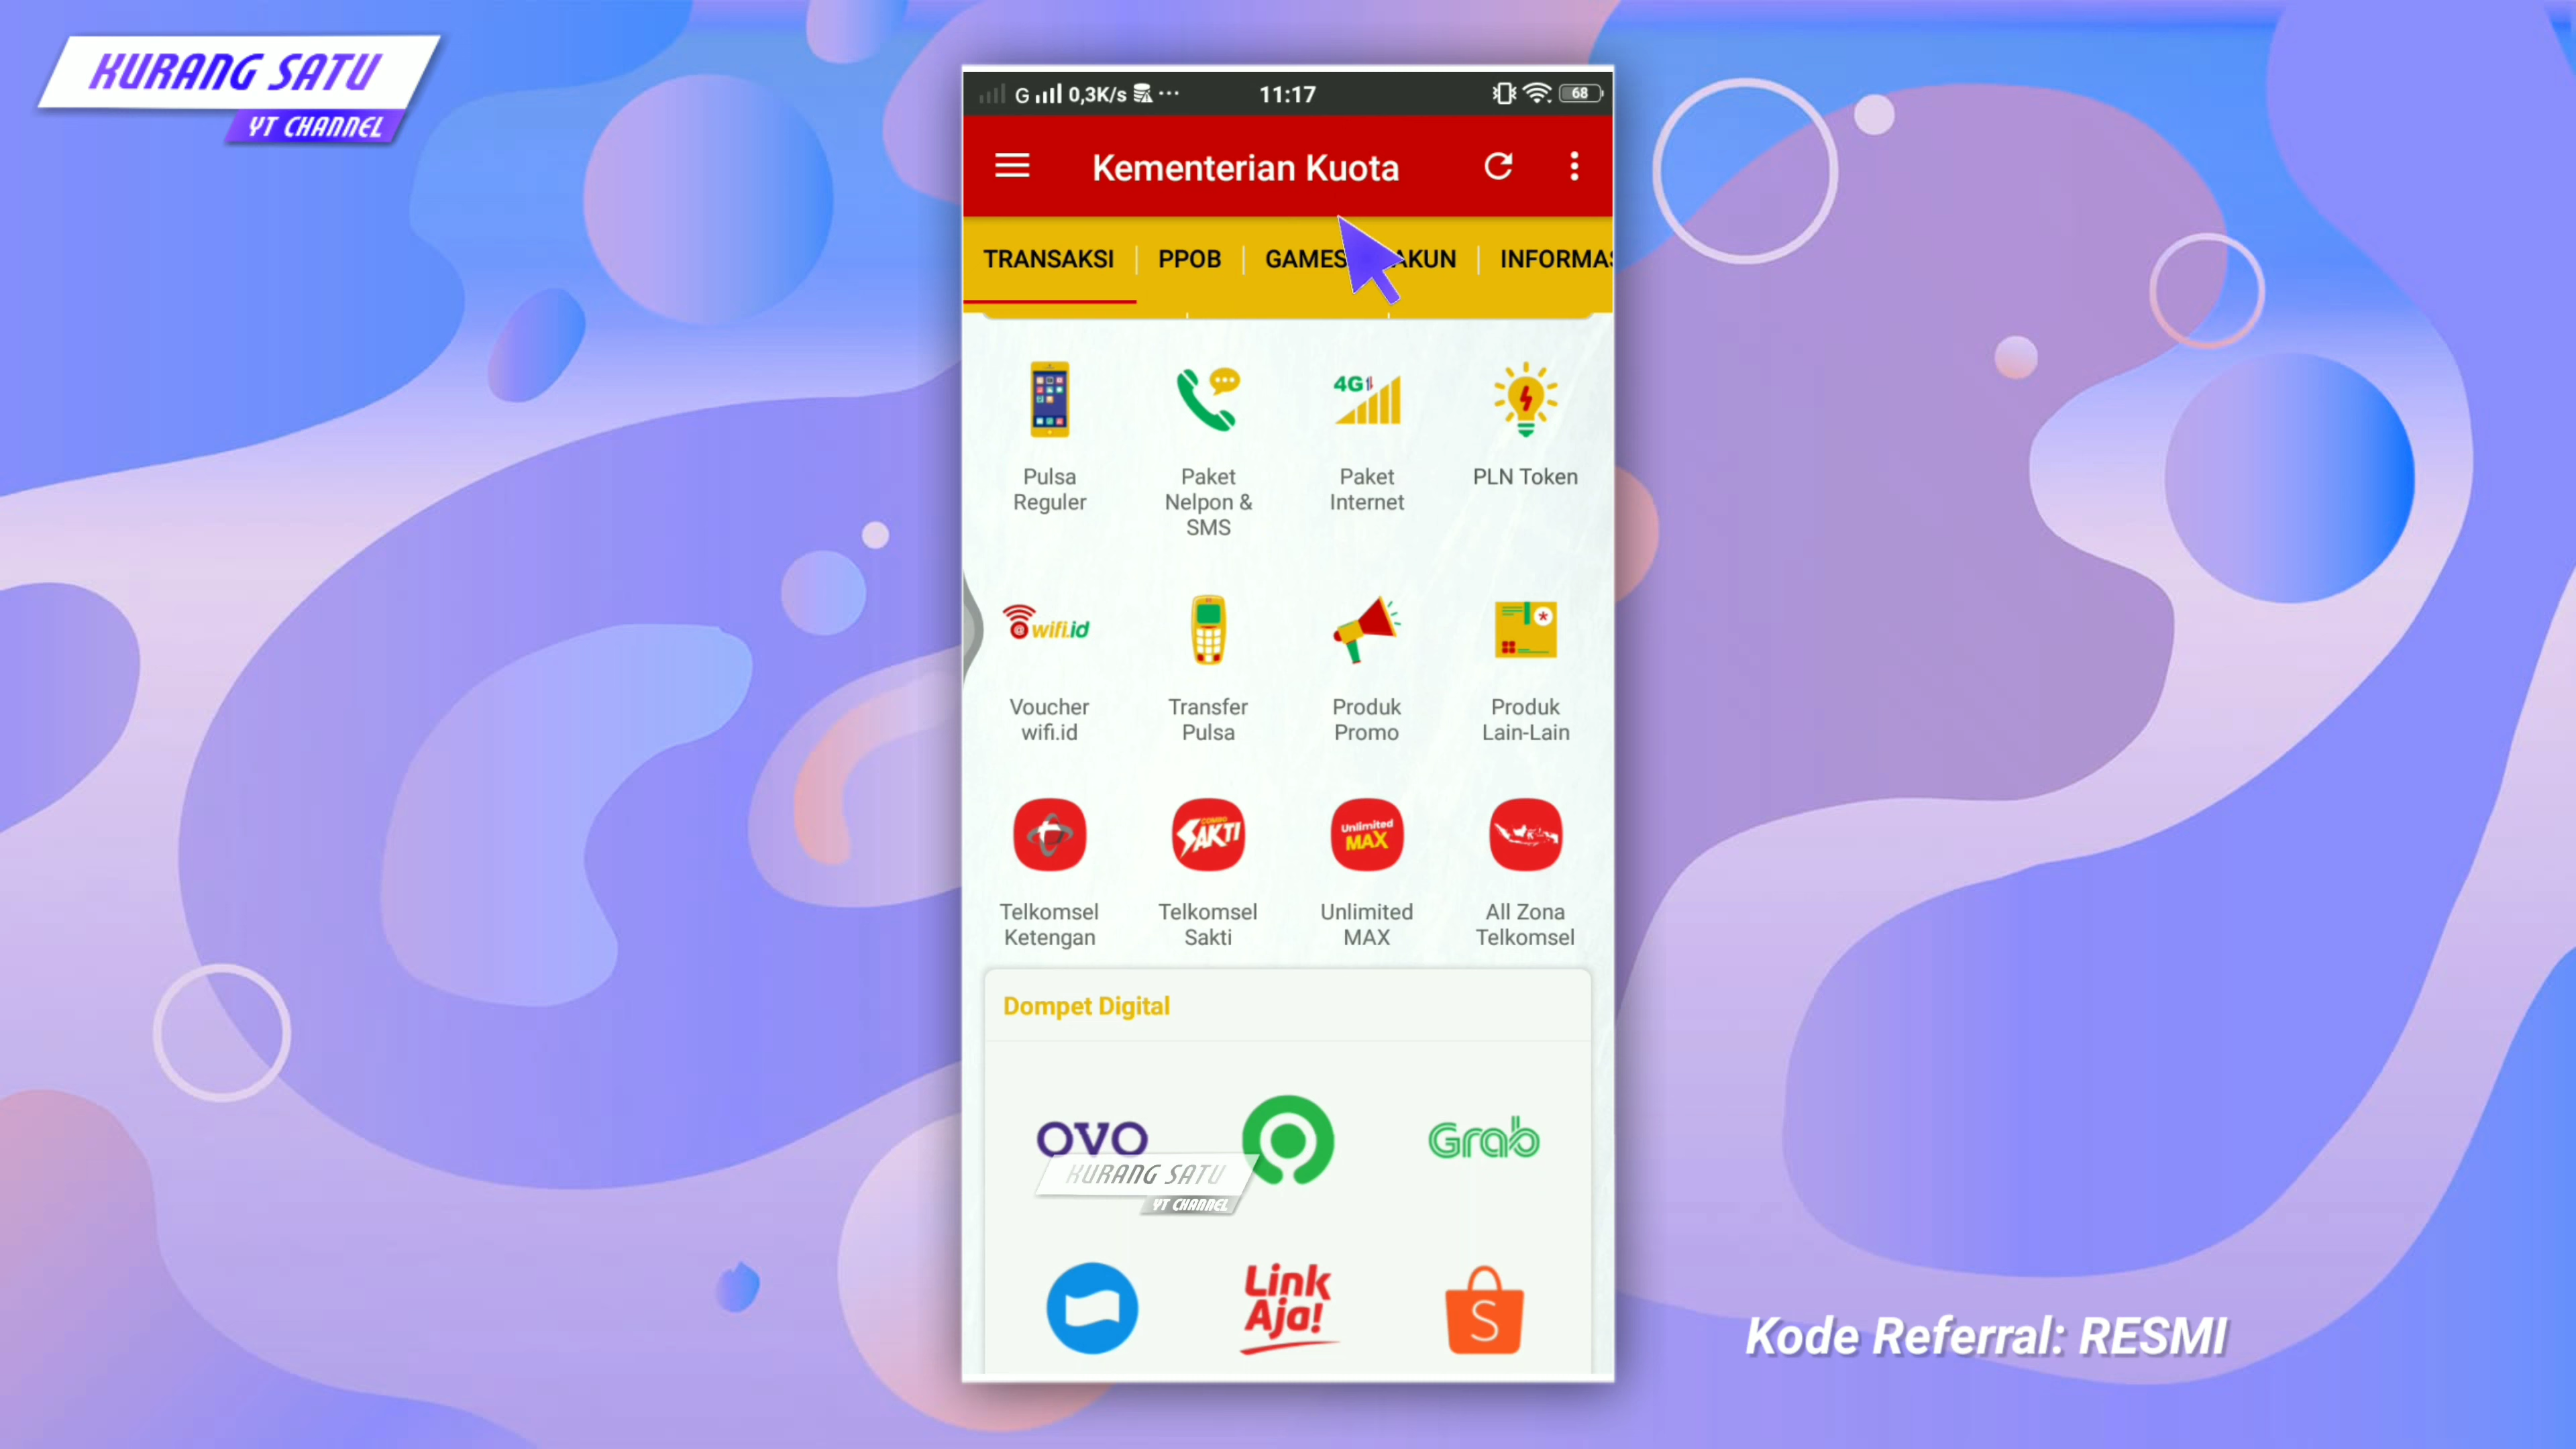 KURANG SATU
YT CHANNEL
G 0,3K/s ... 11:17 68
Kementerian Kuota
TRANSAKSI PPOB GAMES AKUN INFORMAS
4G
Pulsa Reguler
Paket Nelpon & SMS
Paket Internet
PLN Token
@wifi.id
Voucher wifi.id
Transfer Pulsa
Produk Promo
Produk Lain-Lain
COMBO SAKTI
Unlimited MAX
Telkomsel Ketengan
Telkomsel Sakti
Unlimited MAX
All Zona Telkomsel
Dompet Digital
OVO
Grab
KURANG SATU
YT CHANNEL
Link Aja!
S
Kode Referral: RESMI